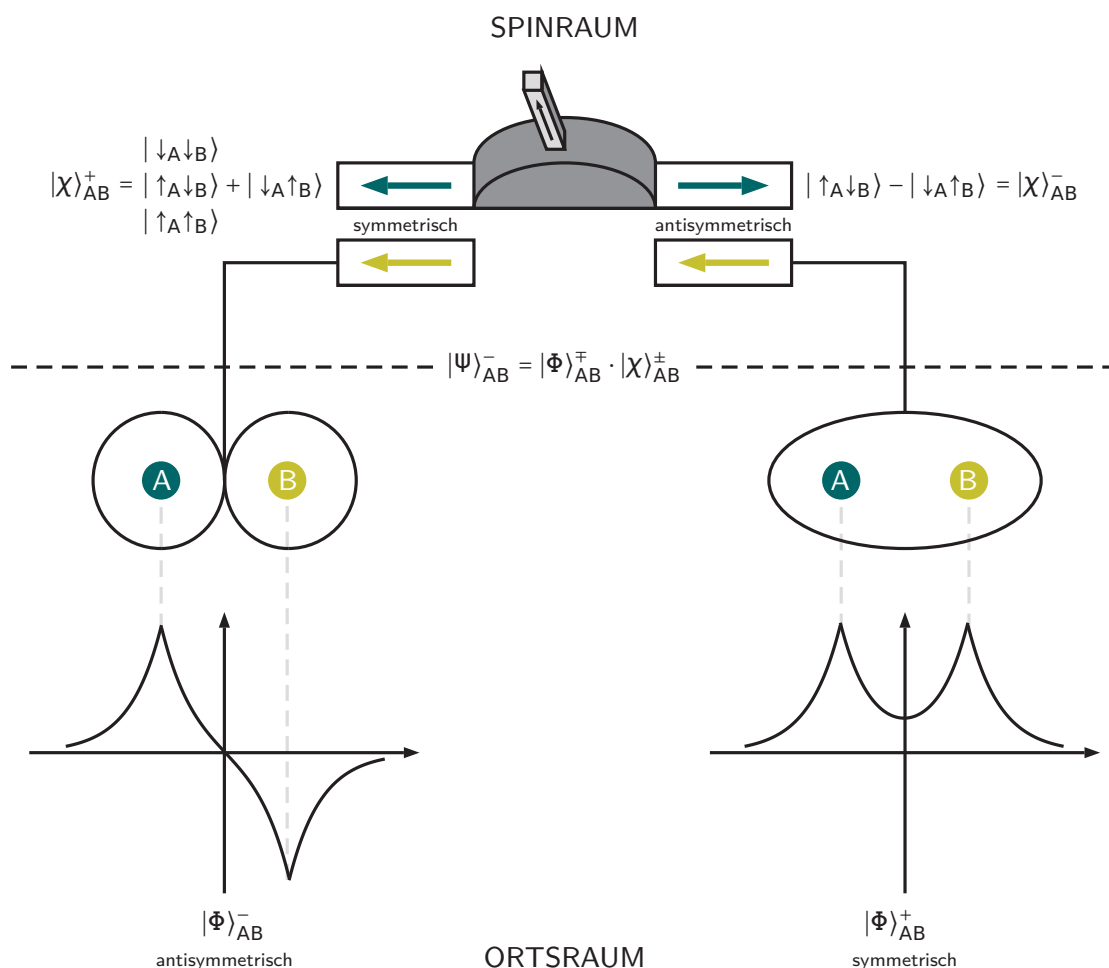 SPINRAUM
| ↓A↓B⟩
|χ⟩⁺AB = | ↑A↓B⟩ + | ↓A↑B⟩
| ↑A↑B⟩
| ↑A↓B⟩ − | ↓A↑B⟩ = |χ⟩⁻AB
symmetrisch
antisymmetrisch
|Ψ⟩⁻AB = |Φ⟩∓AB · |χ⟩±AB
A B
A B
|Φ⟩⁻AB
antisymmetrisch
ORTSRAUM
|Φ⟩⁺AB
symmetrisch